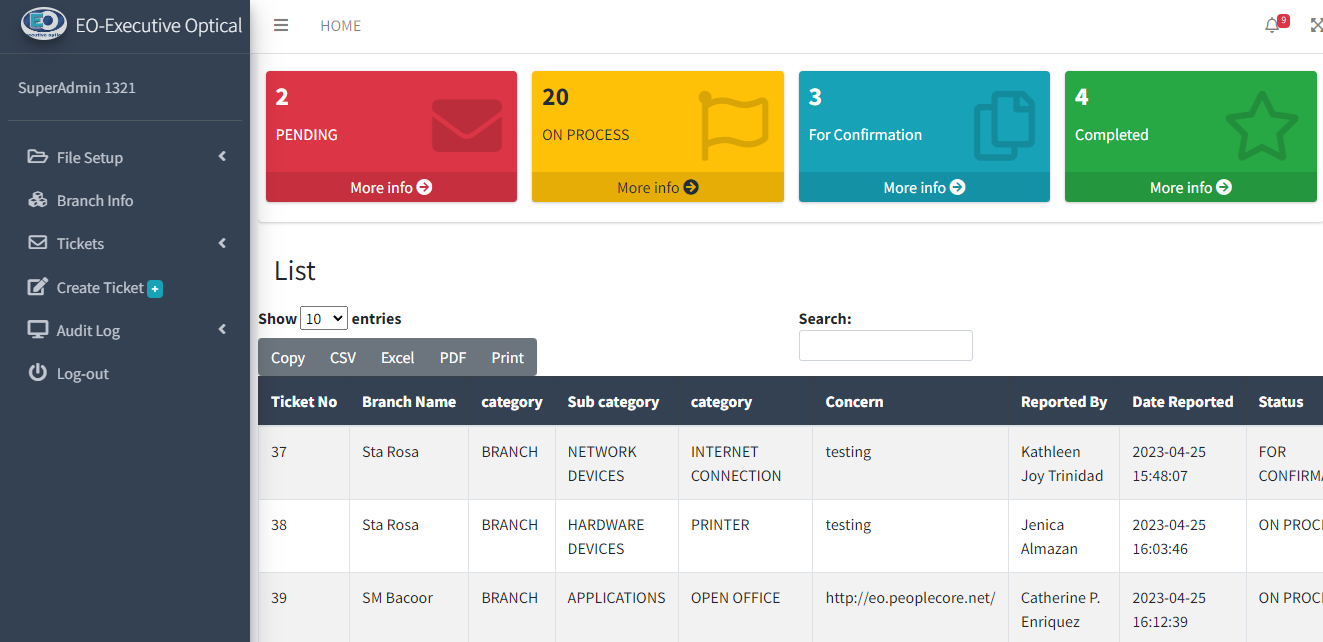 EO-Executive Optical
HOME
9
SuperAdmin 1321
File Setup
Branch Info
Tickets
Create Ticket +
Audit Log
Log-out
2
PENDING
More info
20
ON PROCESS
More info
3
For Confirmation
More info
4
Completed
More info
List
Show 10 entries
Search:
Copy CSV Excel PDF Print
Ticket No Branch Name category Sub category category Concern Reported By Date Reported Status
37 Sta Rosa BRANCH NETWORK INTERNET testing Kathleen 2023-04-25 FOR
DEVICES CONNECTION Joy Trinidad 15:48:07 CONFIRMA
38 Sta Rosa BRANCH HARDWARE PRINTER testing Jenica 2023-04-25 ON PROC
DEVICES Almazan 16:03:46
39 SM Bacoor BRANCH APPLICATIONS OPEN OFFICE http://eo.peoplecore.net/ Catherine P. 2023-04-25 ON PROC
Enriquez 16:12:39